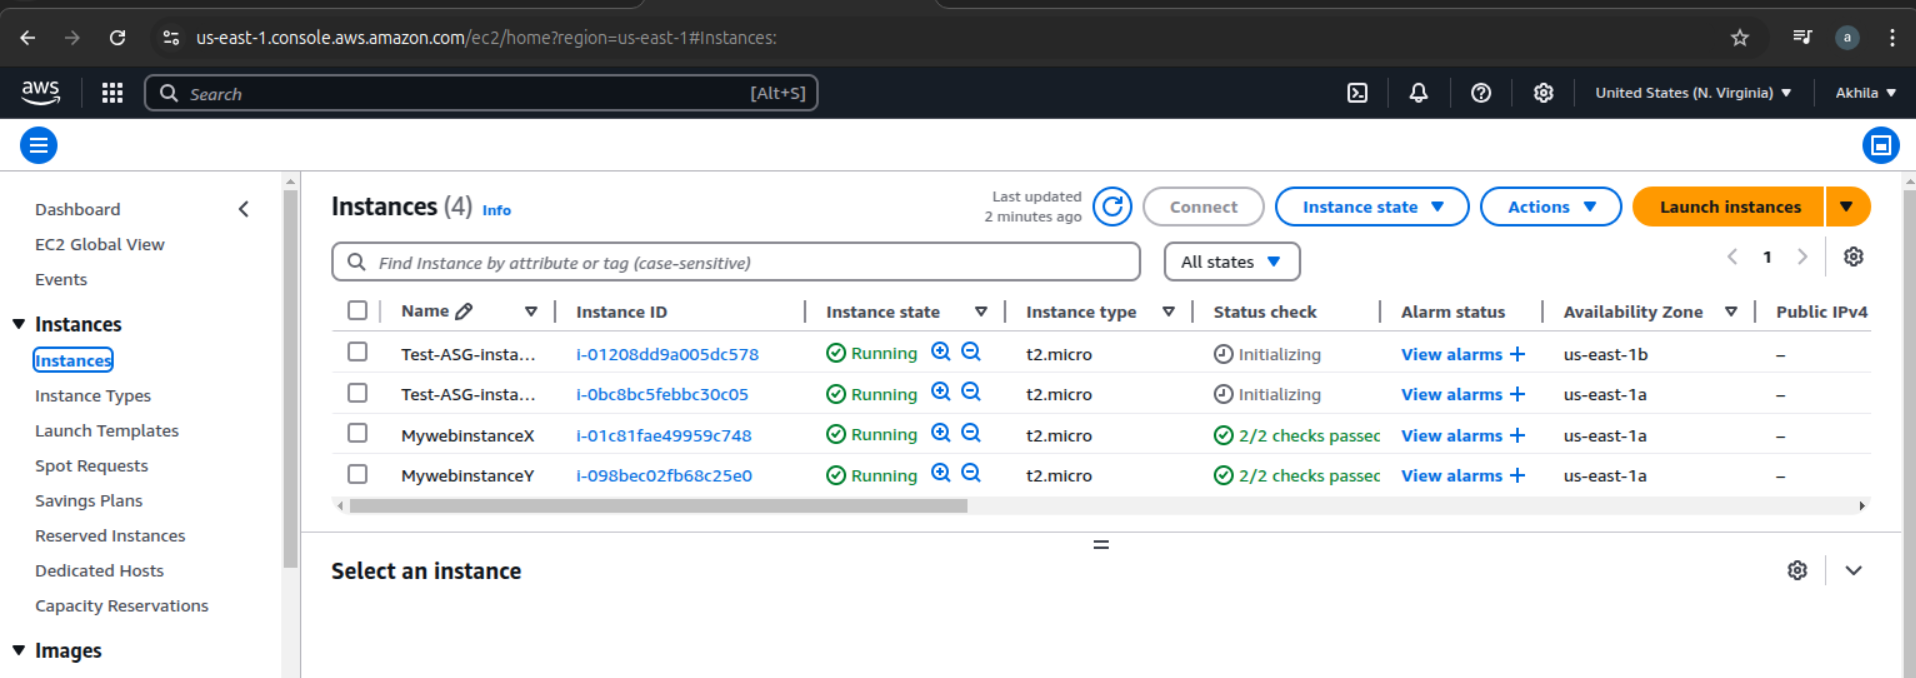 us-east-1.console.aws.amazon.com/ec2/home?region=us-east-1#Instances:
a
aws
Search
[Alt+S]
United States (N. Virginia)
Akhila
Dashboard
EC2 Global View
Events
Instances
Instances
Instance Types
Launch Templates
Spot Requests
Savings Plans
Reserved Instances
Dedicated Hosts
Capacity Reservations
Images
Instances (4) Info
Last updated
2 minutes ago
Connect
Instance state
Actions
Launch instances
Find Instance by attribute or tag (case-sensitive)
All states
1
Name Instance ID Instance state Instance type Status check Alarm status Availability Zone Public IPv4
Test-ASG-insta... i-01208dd9a005dc578 Running t2.micro Initializing View alarms + us-east-1b –
Test-ASG-insta... i-0bc8bc5febbc30c05 Running t2.micro Initializing View alarms + us-east-1a –
MywebinstanceX i-01c81fae49959c748 Running t2.micro 2/2 checks passed View alarms + us-east-1a –
MywebinstanceY i-098bec02fb68c25e0 Running t2.micro 2/2 checks passed View alarms + us-east-1a –
Select an instance